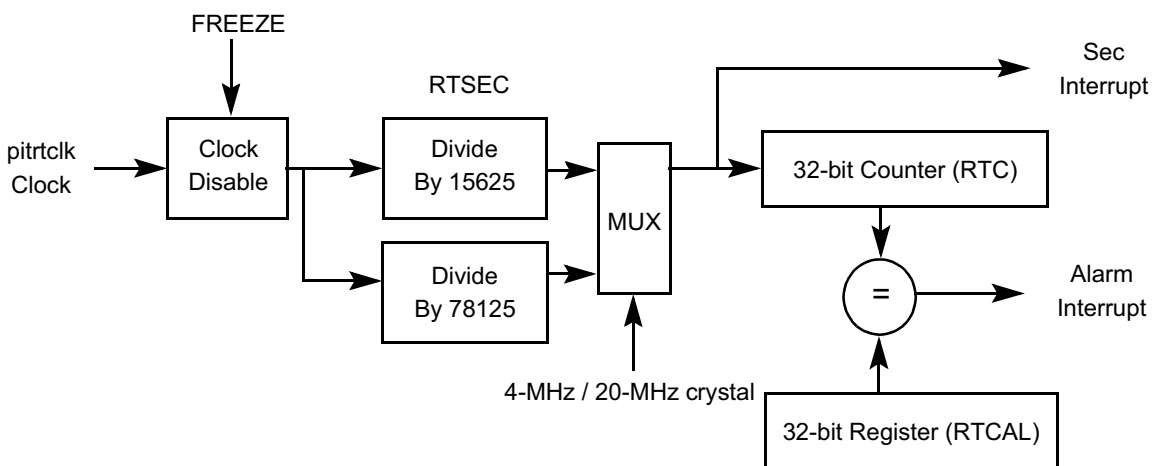 FREEZE
Sec
Interrupt
RTSEC
pitrtclk
Clock
Clock
Disable
Divide
By 15625
MUX
32-bit Counter (RTC)
Divide
By 78125
=
Alarm
Interrupt
4-MHz / 20-MHz crystal
32-bit Register (RTCAL)